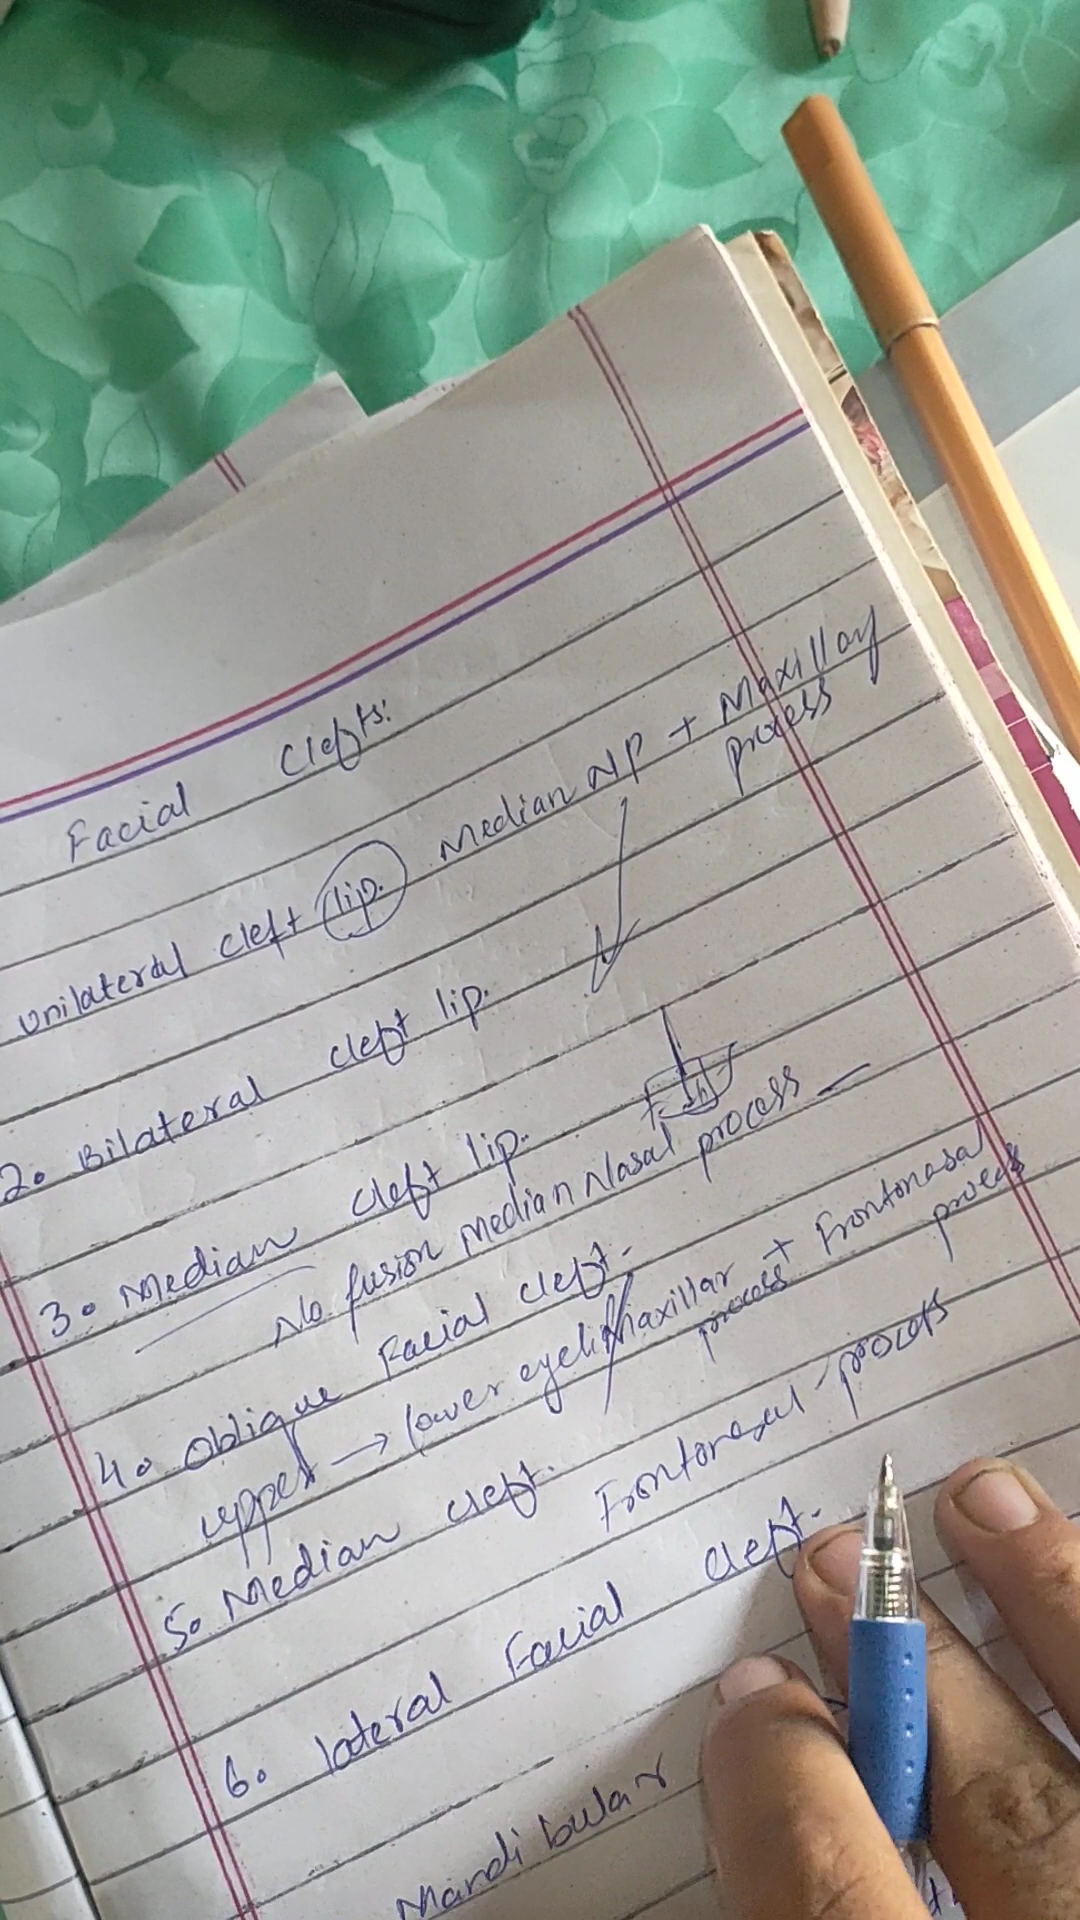 Facial Clefts:
Unilateral cleft lip. Median NP + Maxillary
process
2. Bilateral cleft lip.
3. Median cleft lip.
No fusion Median Nasal process –
4. Oblique Facial cleft.
upper → lower eyeli Maxillar + Frontonasal
process process
5. Median cleft. Frontonasal process
6. lateral Facial cleft.
Mandibular